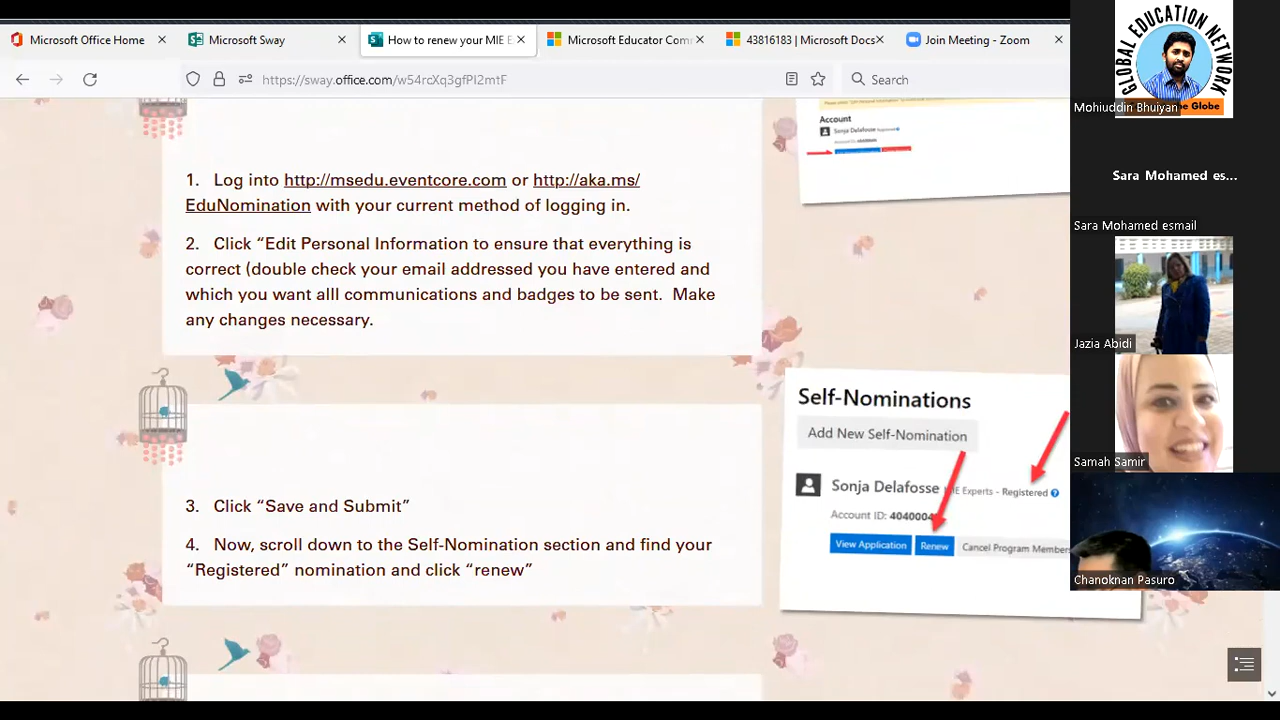 Microsoft Office Home
Microsoft Sway
How to renew your MIE E
Microsoft Educator Com
43816183 | Microsoft Docs
Join Meeting - Zoom
https://sway.office.com/w54rcXq3gfPI2mtF
Search
Account
Sonja Delafosse
1. Log into http://msedu.eventcore.com or http://aka.ms/
EduNomination with your current method of logging in.
2. Click “Edit Personal Information to ensure that everything is
correct (double check your email addressed you have entered and
which you want alll communications and badges to be sent. Make
any changes necessary.
3. Click “Save and Submit”
4. Now, scroll down to the Self-Nomination section and find your
“Registered” nomination and click “renew”
Self-Nominations
Add New Self-Nomination
Sonja Delafosse MIE Experts - Registered
Account ID: 4040004
View Application
Renew
Cancel Program Members
GLOBAL EDUCATION NETWORK
pe Globe
Mohiuddin Bhuiyan
Sara Mohamed es...
Sara Mohamed esmail
Jazia Abidi
Samah Samir
Chanoknan Pasuro